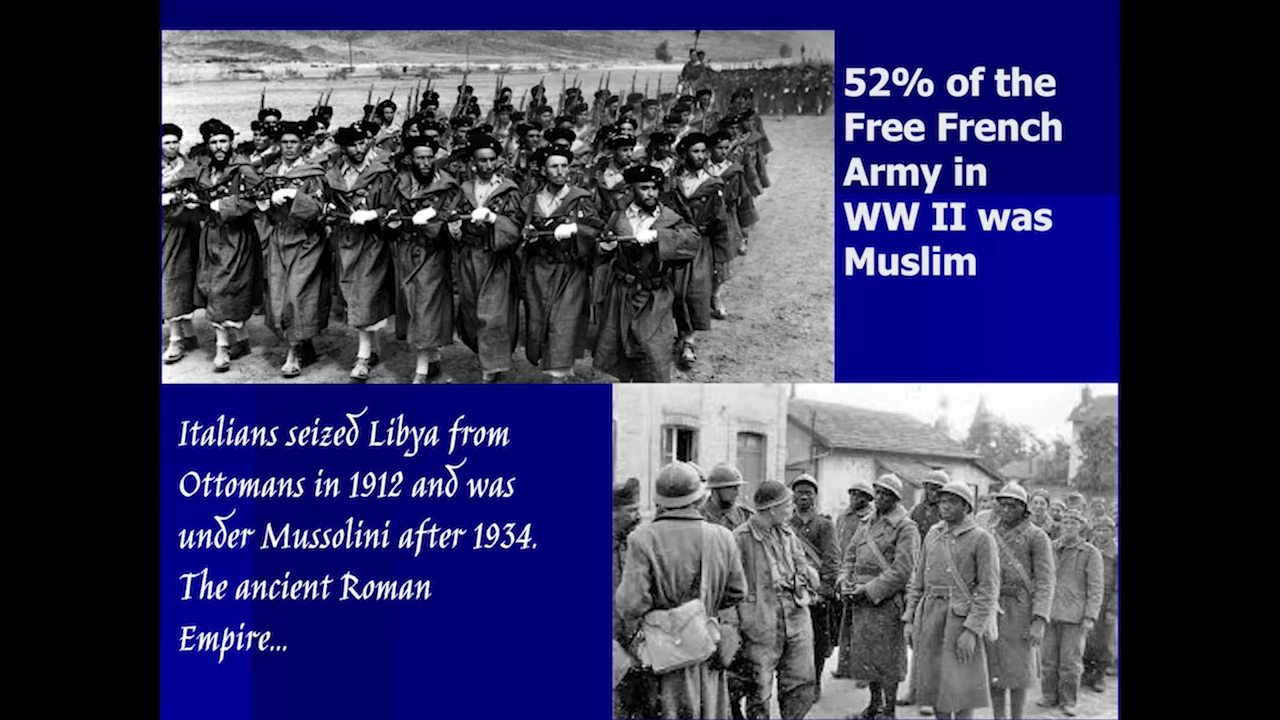 52% of the
Free French
Army in
WW II was
Muslim
Italians seized Libya from
Ottomans in 1912 and was
under Mussolini after 1934.
The ancient Roman
Empire...